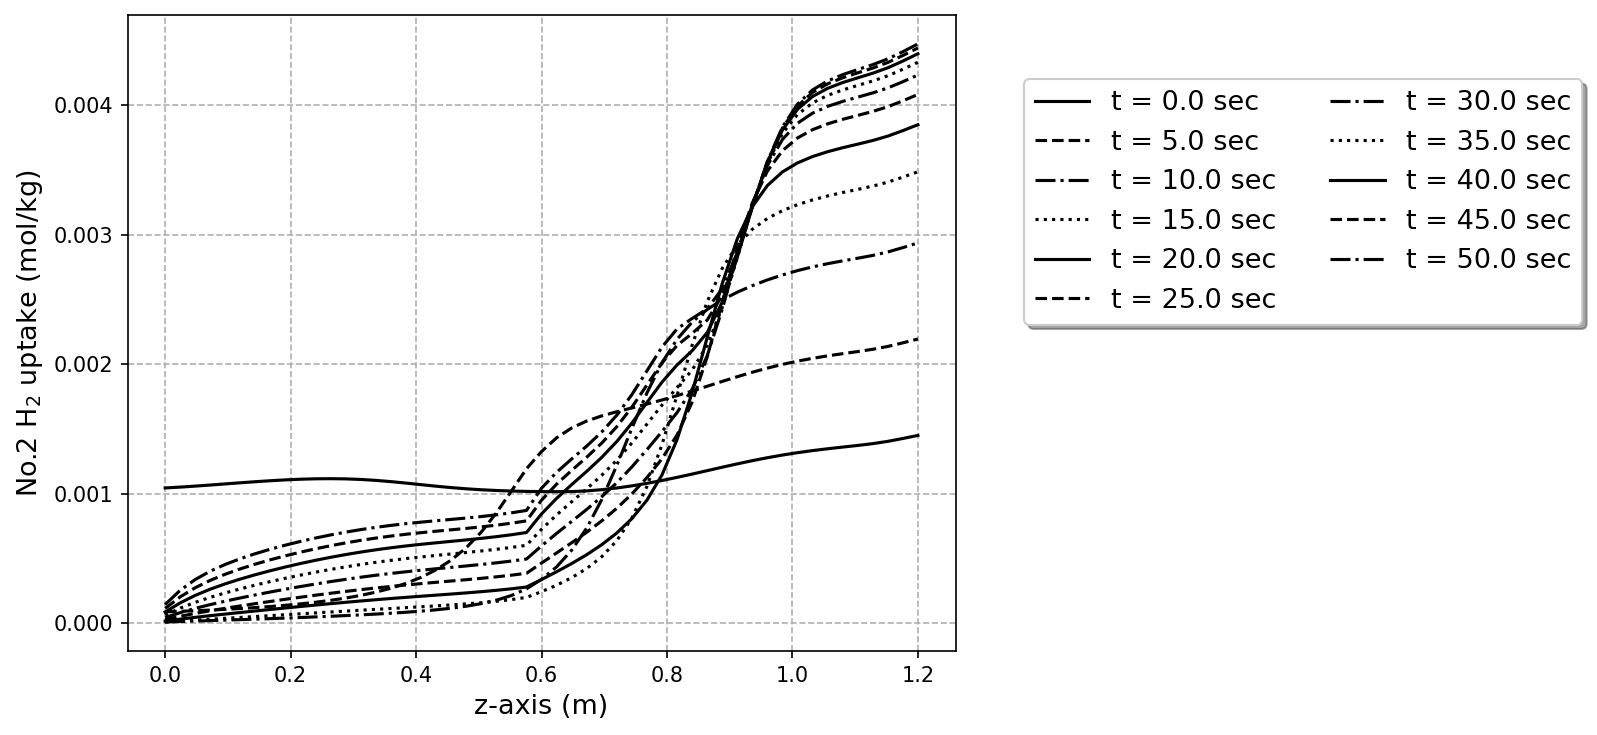 No.2 H₂ uptake (mol/kg)
0.004
0.003
0.002
0.001
0.000
0.0 0.2 0.4 0.6 0.8 1.0 1.2
z-axis (m)
t = 0.0 sec
t = 5.0 sec
t = 10.0 sec
t = 15.0 sec
t = 20.0 sec
t = 25.0 sec
t = 30.0 sec
t = 35.0 sec
t = 40.0 sec
t = 45.0 sec
t = 50.0 sec